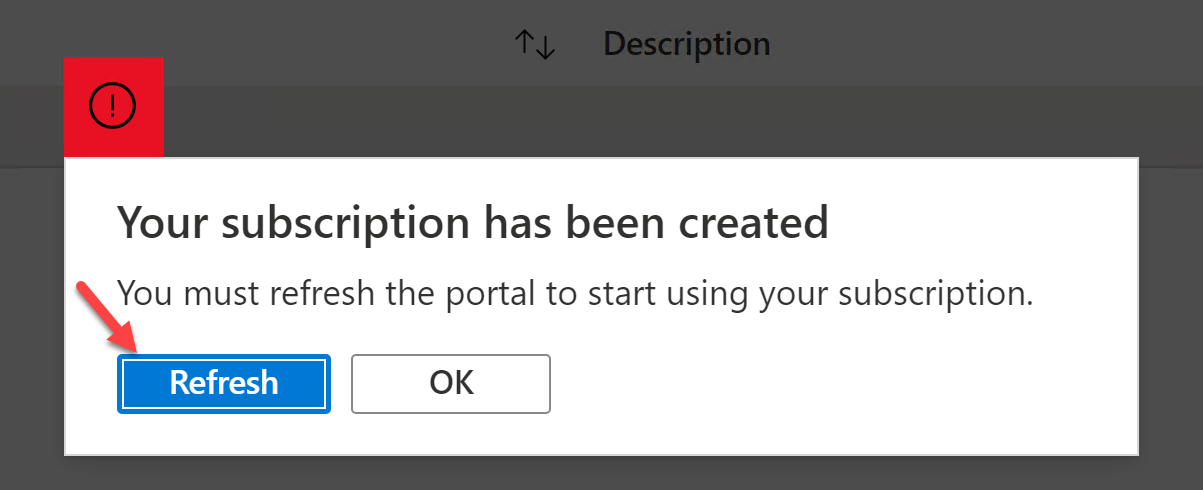 Description
Your subscription has been created
You must refresh the portal to start using your subscription.
Refresh
OK